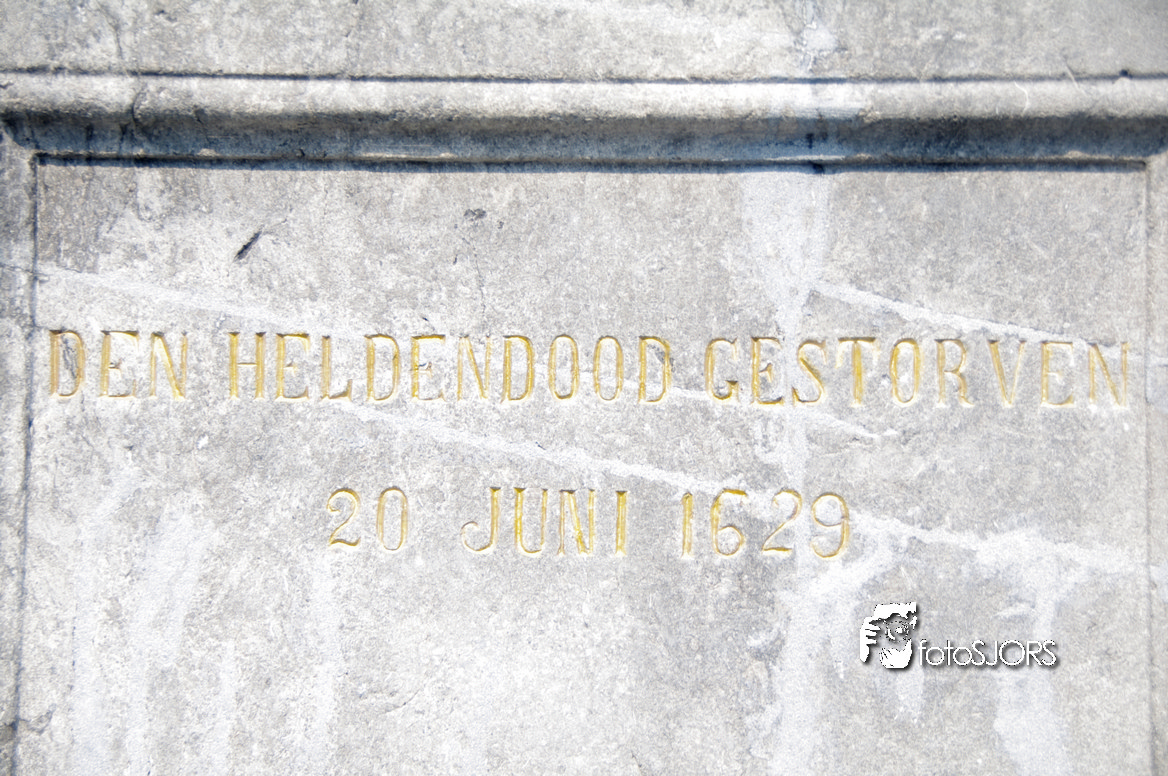 DEN HELDENDOOD GESTORVEN
20 JUNI 1629
fotoSJORS